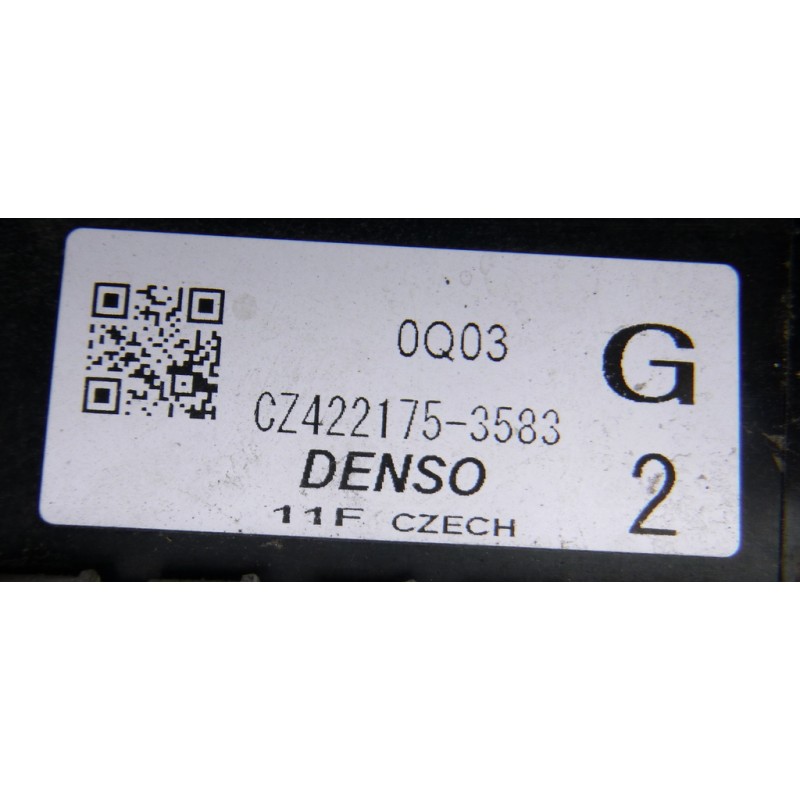 0Q03
G
CZ422175-3583
DENSO
2
11F CZECH